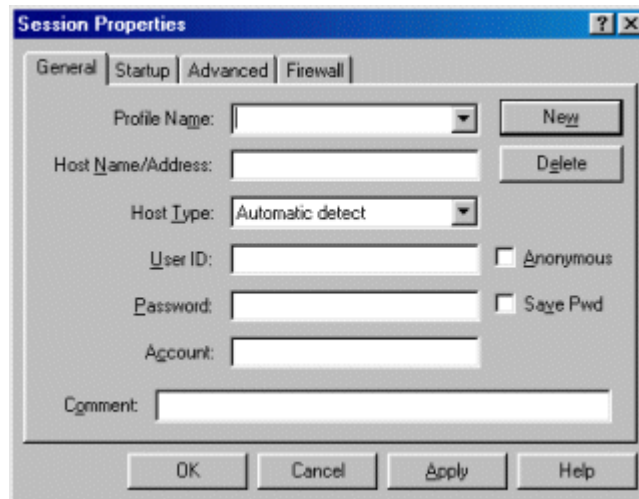 Session Properties
General Startup Advanced Firewall
Profile Name: New
Host Name/Address: Delete
Host Type: Automatic detect
User ID: Anonymous
Password: Save Pwd
Account:
Comment:
OK Cancel Apply Help